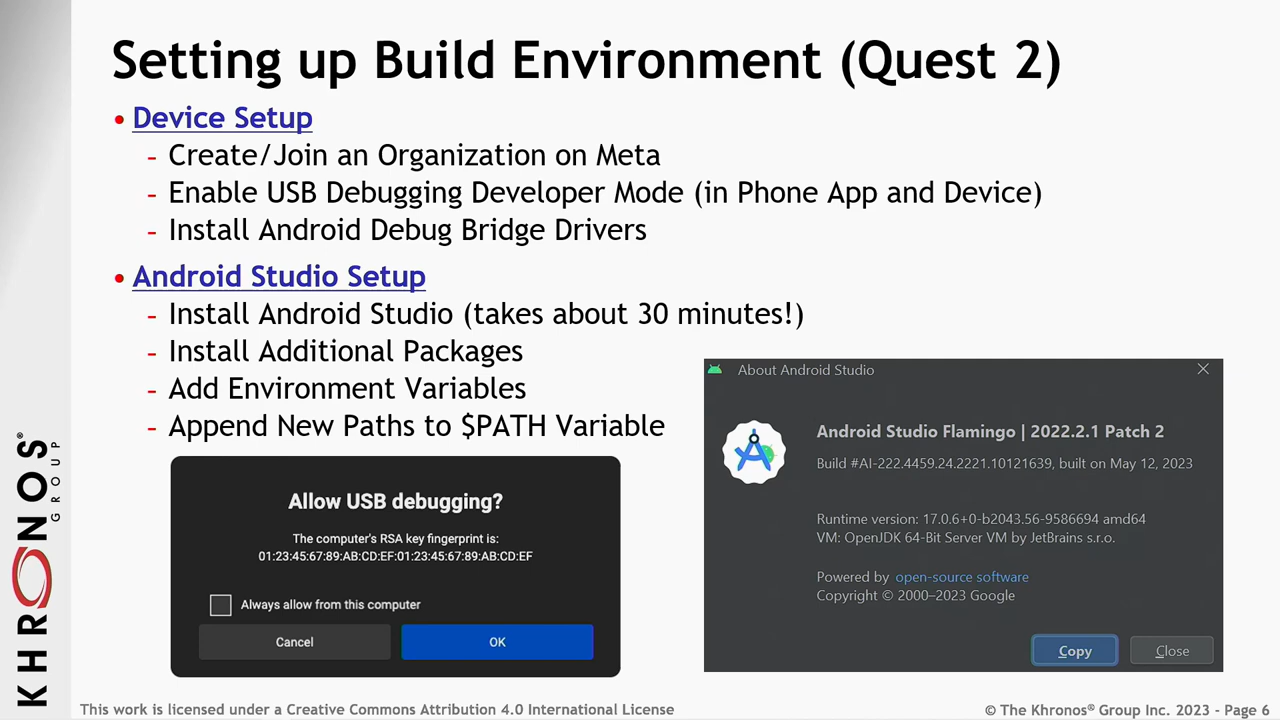 Setting up Build Environment (Quest 2)
• Device Setup
- Create/Join an Organization on Meta
- Enable USB Debugging Developer Mode (in Phone App and Device)
- Install Android Debug Bridge Drivers
• Android Studio Setup
- Install Android Studio (takes about 30 minutes!)
- Install Additional Packages
- Add Environment Variables
- Append New Paths to $PATH Variable
Allow USB debugging?
The computer's RSA key fingerprint is:
01:23:45:67:89:AB:CD:EF:01:23:45:67:89:AB:CD:EF
Always allow from this computer
Cancel
OK
About Android Studio
Android Studio Flamingo | 2022.2.1 Patch 2
Build #AI-222.4459.24.2221.10121639, built on May 12, 2023
Runtime version: 17.0.6+0-b2043.56-9586694 amd64
VM: OpenJDK 64-Bit Server VM by JetBrains s.r.o.
Powered by open-source software
Copyright © 2000–2023 Google
Copy
Close
KHRONOS®
GROUP
This work is licensed under a Creative Commons Attribution 4.0 International License
© The Khronos® Group Inc. 2023 - Page 6